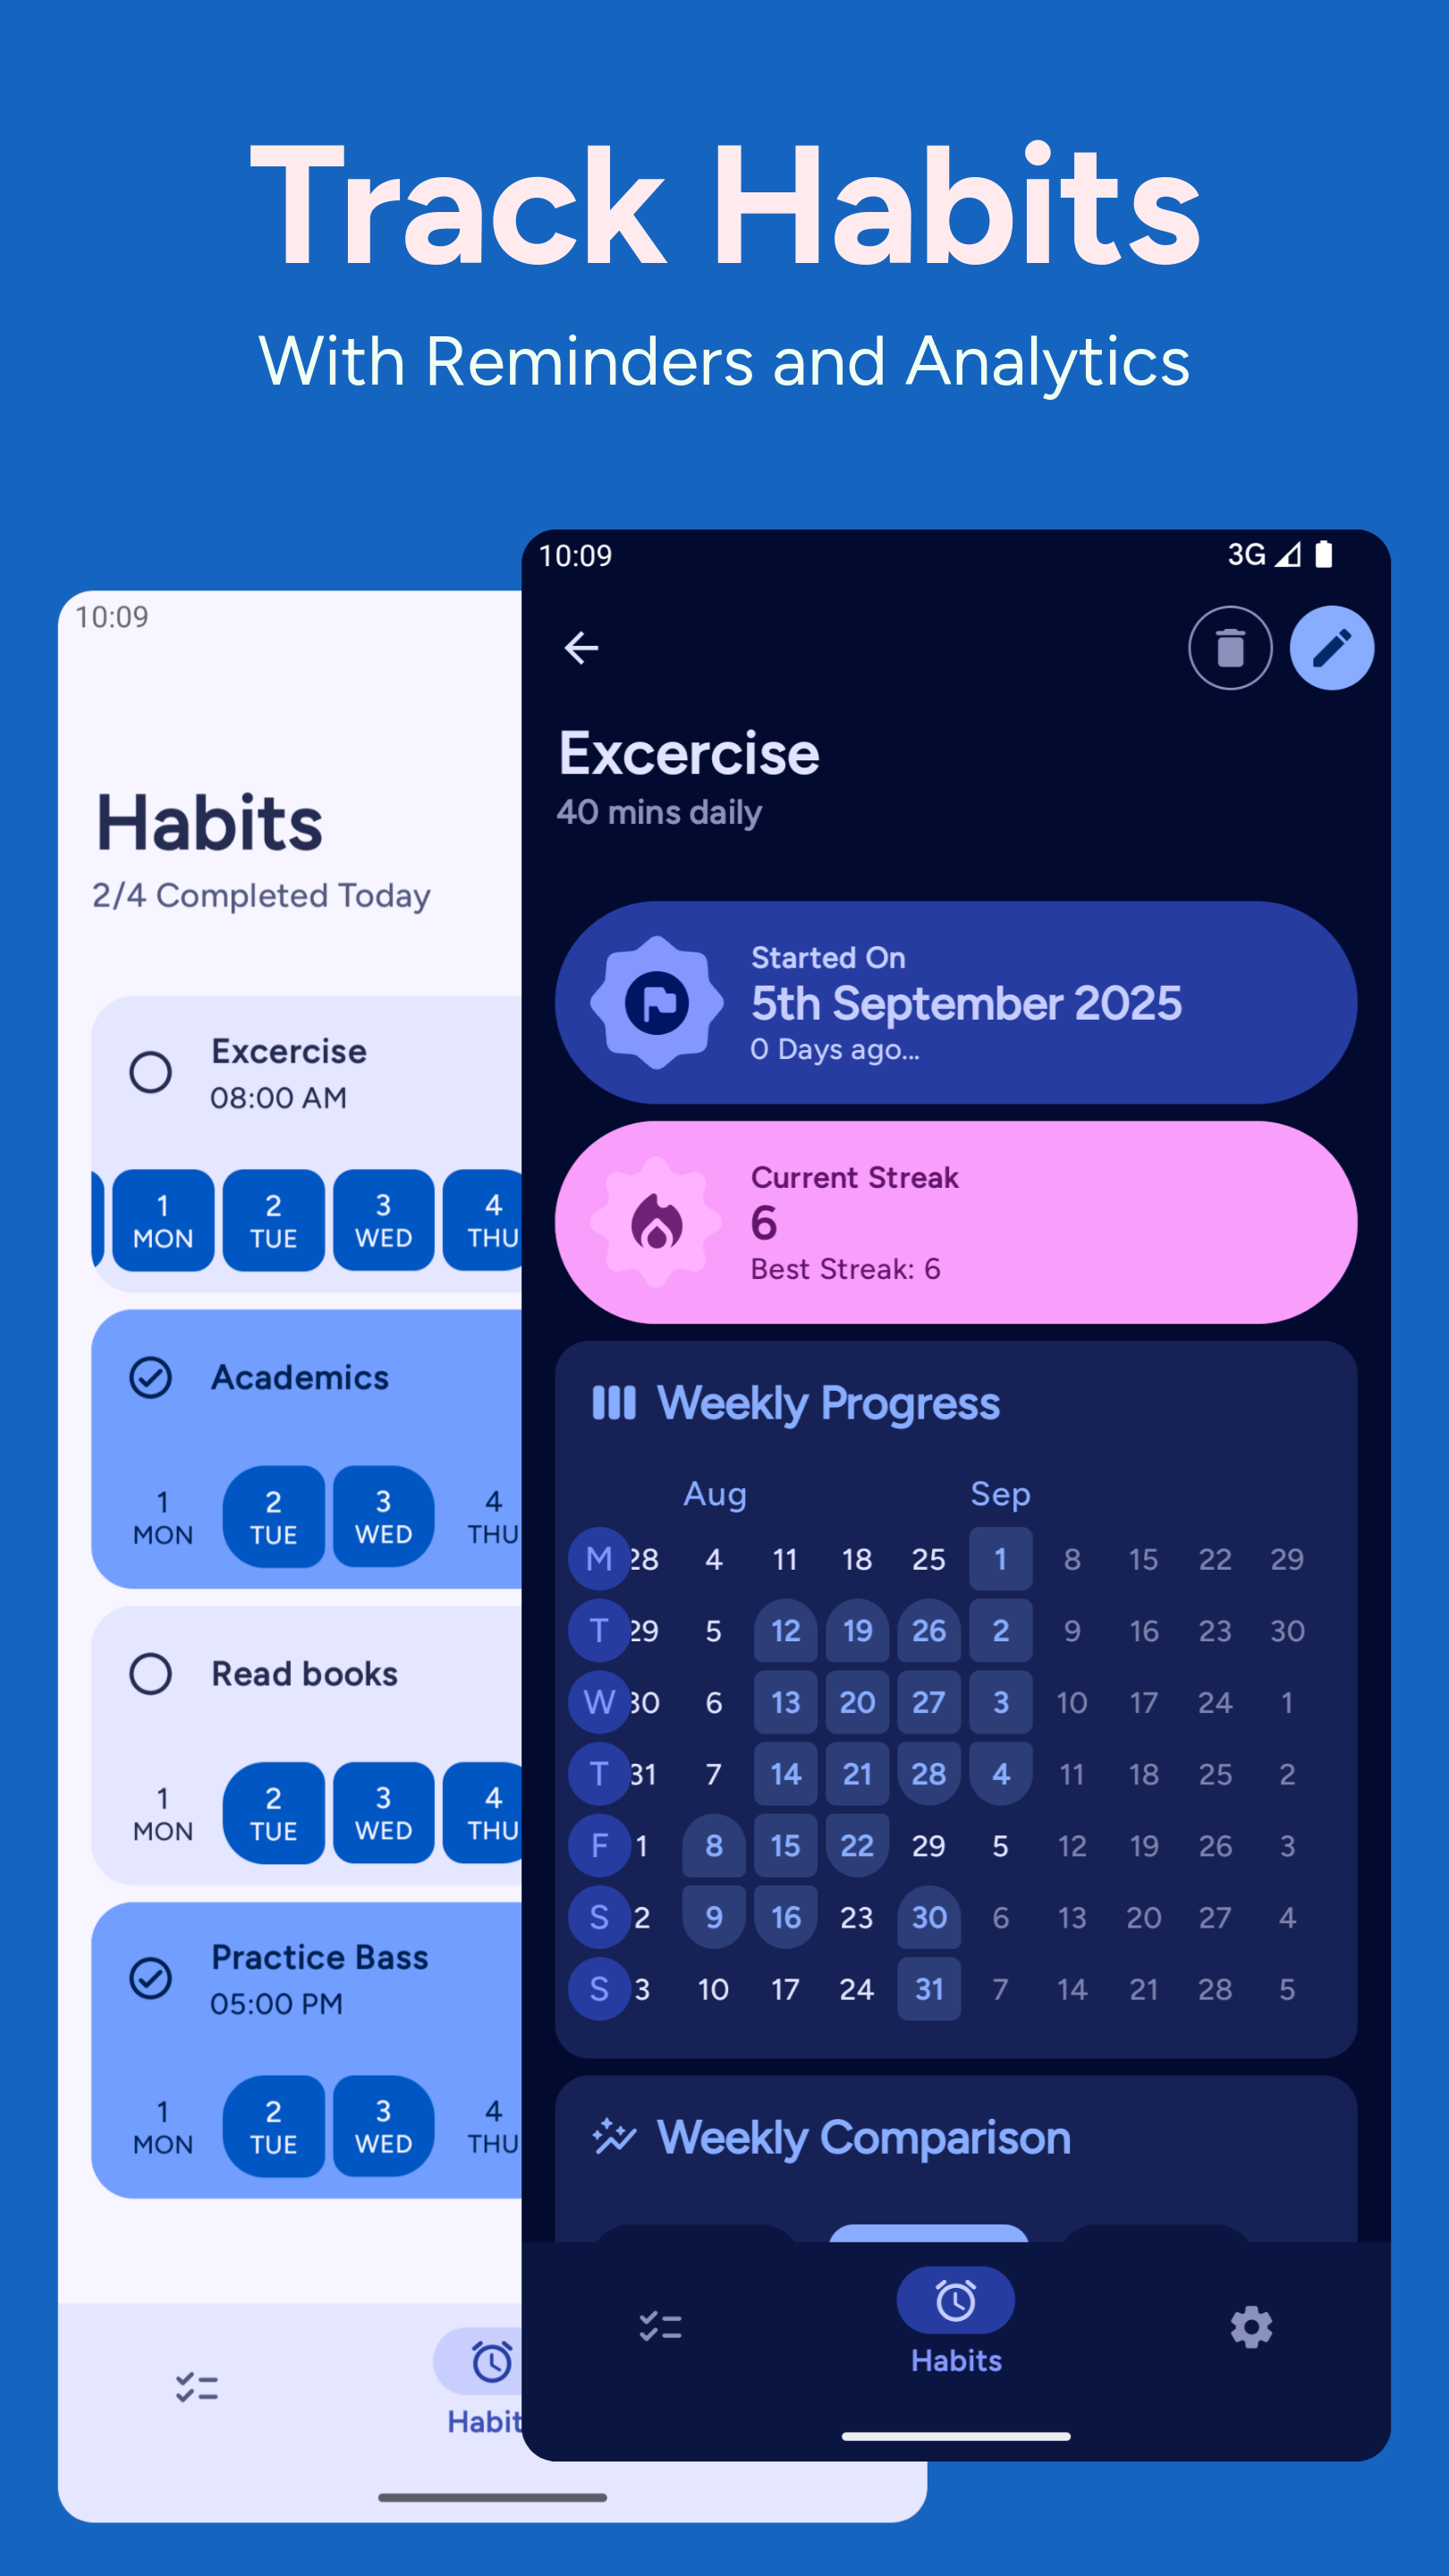 Track Habits
With Reminders and Analytics
10:09
Habits
2/4 Completed Today
Excercise
08:00 AM
1 2 3 4
MON TUE WED THU
Academics
1 2 3 4
MON TUE WED THU
Read books
1 2 3 4
MON TUE WED THU
Practice Bass
05:00 PM
1 2 3 4
MON TUE WED THU
Habit
10:09 3G
Excercise
40 mins daily
Started On
5th September 2025
0 Days ago...
Current Streak
6
Best Streak: 6
Weekly Progress
Aug Sep
M 28 4 11 18 25 1 8 15 22 29
T 29 5 12 19 26 2 9 16 23 30
W 30 6 13 20 27 3 10 17 24 1
T 31 7 14 21 28 4 11 18 25 2
F 1 8 15 22 29 5 12 19 26 3
S 2 9 16 23 30 6 13 20 27 4
S 3 10 17 24 31 7 14 21 28 5
Weekly Comparison
Habits